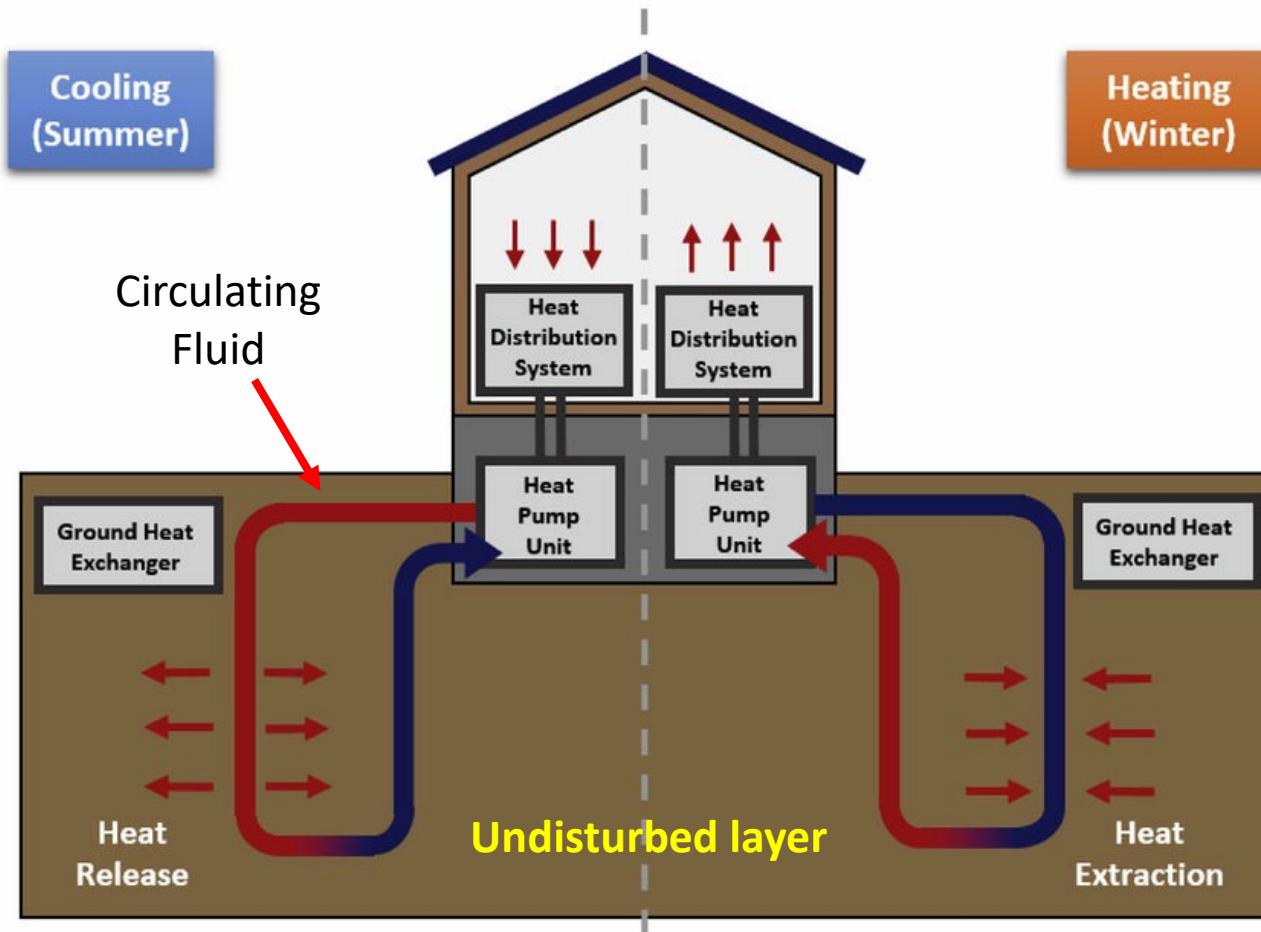 Cooling
(Summer)
Heating
(Winter)
Circulating
Fluid
Heat
Distribution
System
Heat
Distribution
System
Heat
Pump
Unit
Heat
Pump
Unit
Ground Heat
Exchanger
Ground Heat
Exchanger
Heat
Release
Undisturbed layer
Heat
Extraction